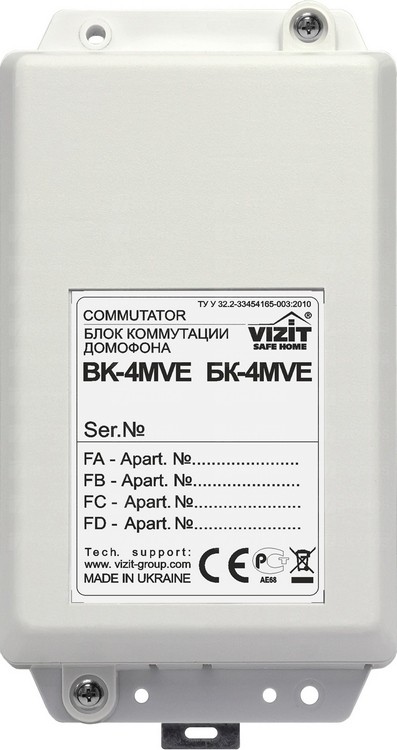 ТУ У 32.2-33454165-003:2010
COMMUTATOR
БЛОК КОММУТАЦИИ
ДОМОФОНА
VIZIT ®
SAFE HOME
BK-4MVE БК-4MVE
Ser.№
FA - Apart. №......................
FB - Apart. №......................
FC - Apart. №......................
FD - Apart. №......................
Tech. support:
www. vizit-group.com
MADE IN UKRAINE
CE
РСТ
АЕ68